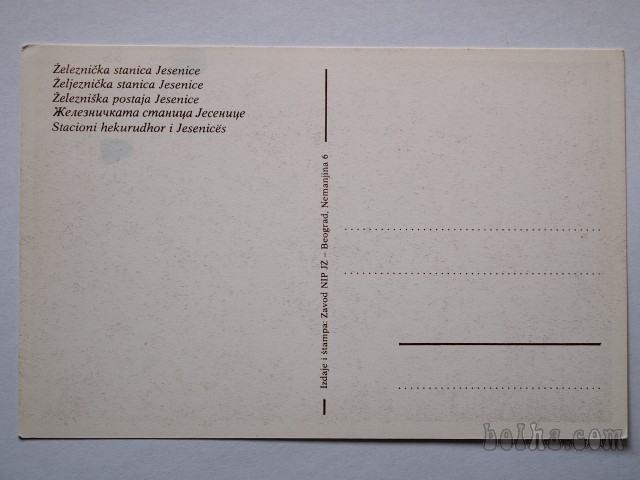 Železnička stanica Jesenice
Željeznička stanica Jesenice
Železniška postaja Jesenice
Железничката станица Јесенице
Stacioni hekurudhor i Jesenicës
Izdaje i štampa: Zavod NIP JŽ – Beograd, Nemanjina 6
bolha.com